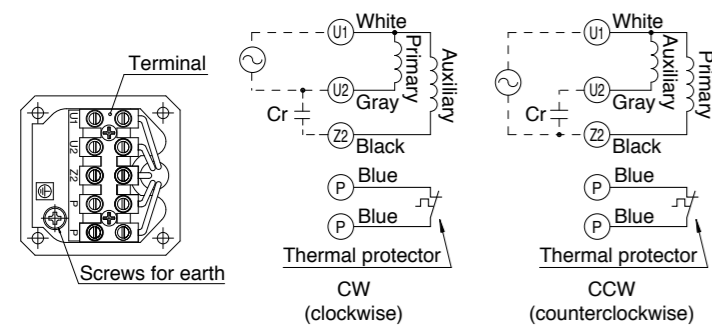 Terminal
U1
U2
Z2
P
P
Screws for earth
U1
White
Primary
Auxiliary
U2
Gray
Cr
Z2
Black
P
Blue
P
Blue
Thermal protector
CW
(clockwise)
U1
White
Auxiliary
Primary
U2
Gray
Cr
Z2
Black
P
Blue
P
Blue
Thermal protector
CCW
(counterclockwise)